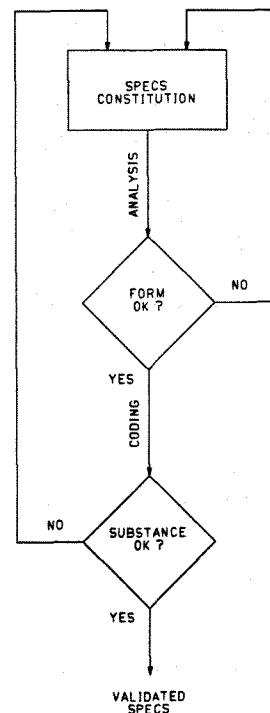 SPECS
CONSTITUTION
ANALYSIS
FORM
OK ?
NO
YES
CODING
NO
SUBSTANCE
OK ?
YES
VALIDATED
SPECS